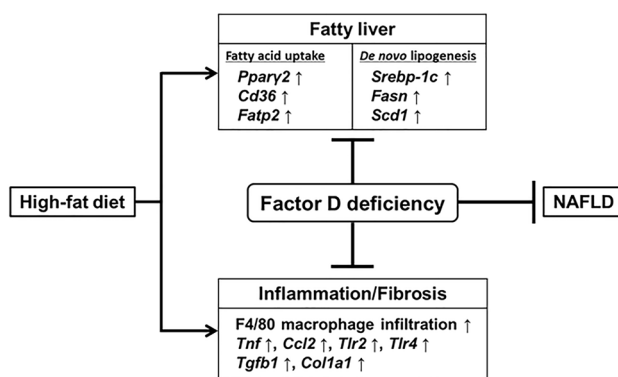 Fatty liver
Fatty acid uptake
Pparγ2 ↑
Cd36 ↑
Fatp2 ↑
De novo lipogenesis
Srebp-1c ↑
Fasn ↑
Scd1 ↑
High-fat diet
Factor D deficiency
NAFLD
Inflammation/Fibrosis
F4/80 macrophage infiltration ↑
Tnf ↑, Ccl2 ↑, Tlr2 ↑, Tlr4 ↑
Tgfb1 ↑, Col1a1 ↑